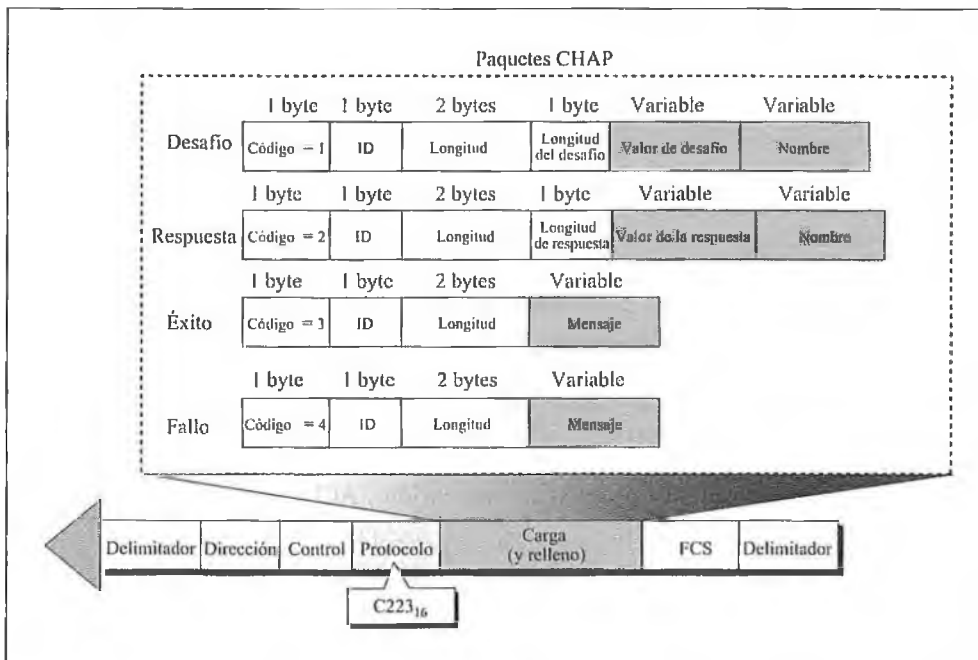 Paquetes CHAP
1 byte 1 byte 2 bytes 1 byte Variable Variable
Desafío Código = 1 ID Longitud Longitud del desafío Valor de desafío Nombre
1 byte 1 byte 2 bytes 1 byte Variable Variable
Respuesta Código = 2 ID Longitud Longitud de respuesta Valor de la respuesta Nombre
1 byte 1 byte 2 bytes Variable
Éxito Código = 3 ID Longitud Mensaje
1 byte 1 byte 2 bytes Variable
Fallo Código = 4 ID Longitud Mensaje
Delimitador Dirección Control Protocolo Carga (y relleno) FCS Delimitador
C223₁₆